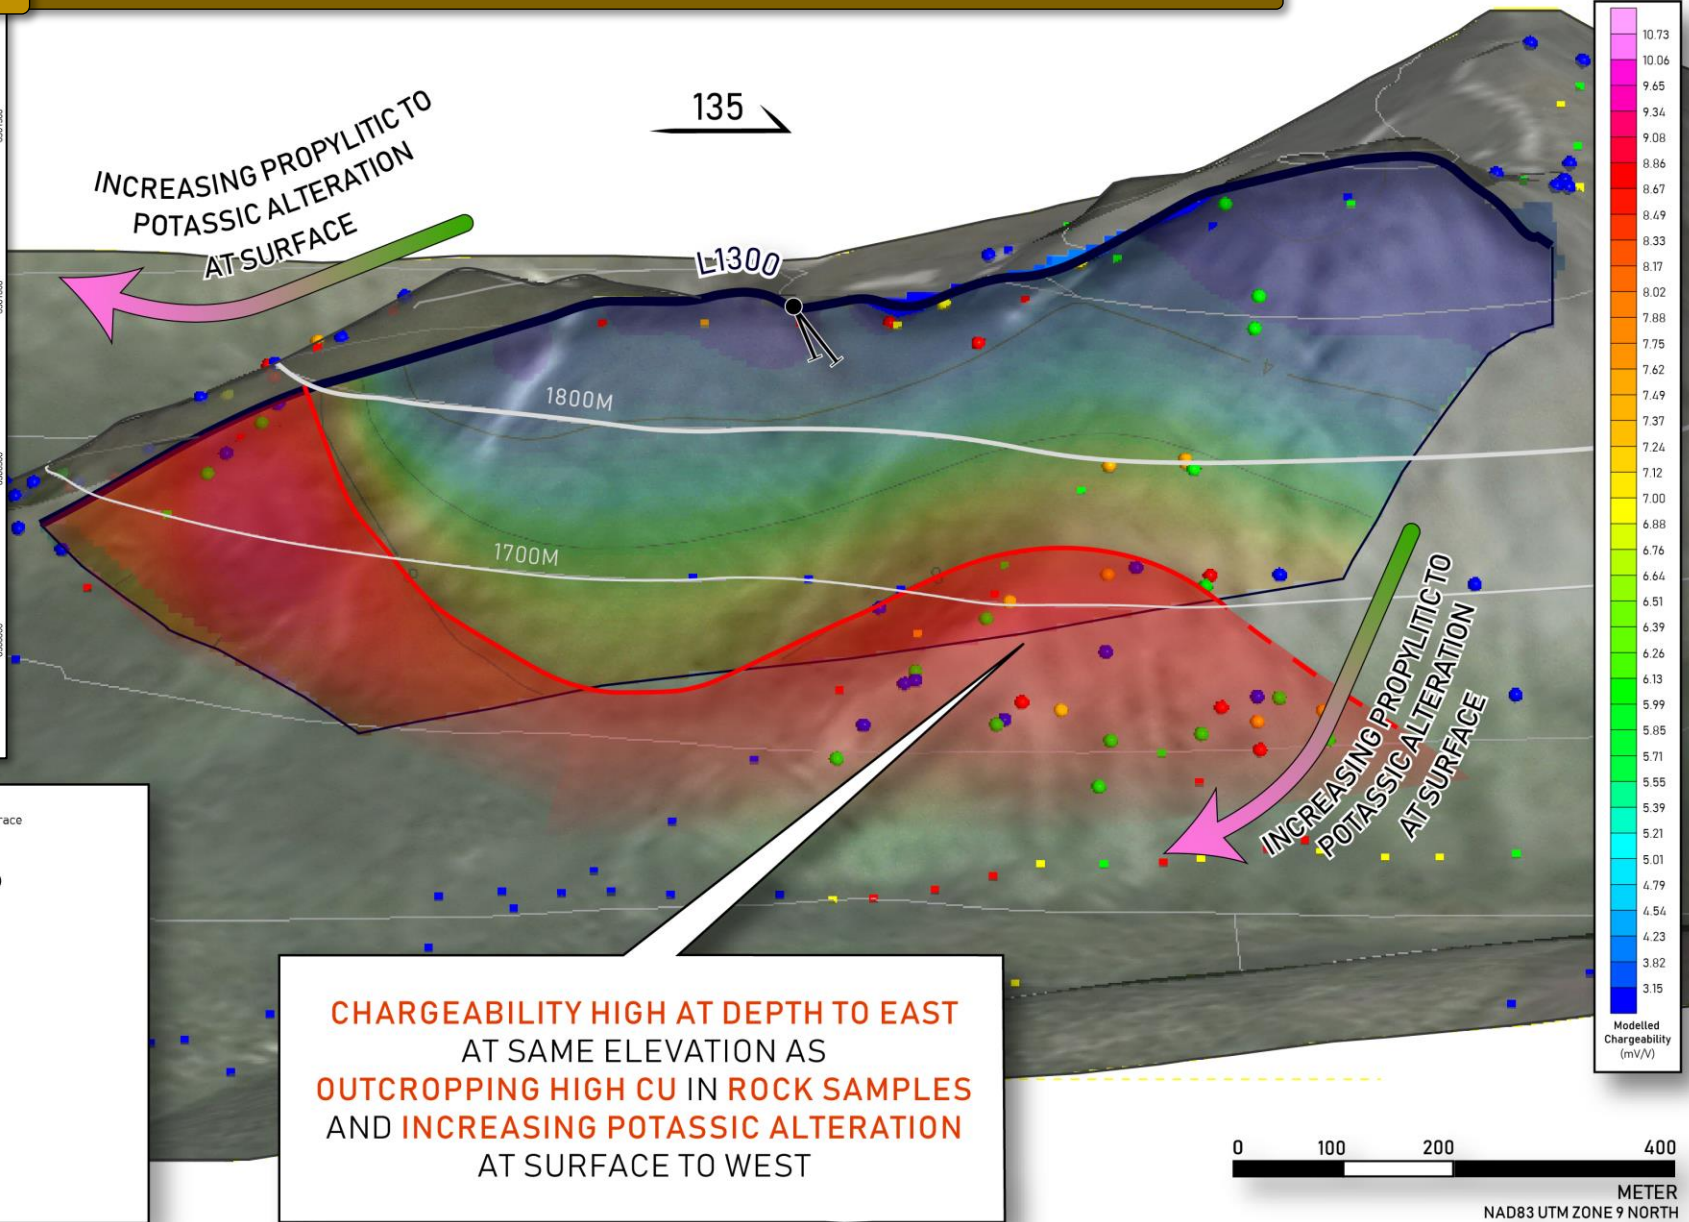 INCREASING PROPYLITIC TO
POTASSIC ALTERATION
AT SURFACE
135
L1300
1800M
1700M
INCREASING PROPYLITIC TO
POTASSIC ALTERATION
AT SURFACE
CHARGEABILITY HIGH AT DEPTH TO EAST
AT SAME ELEVATION AS
OUTCROPPING HIGH CU IN ROCK SAMPLES
AND INCREASING POTASSIC ALTERATION
AT SURFACE TO WEST
10.73
10.06
9.65
9.34
9.08
8.86
8.67
8.49
8.33
8.17
8.02
7.88
7.75
7.62
7.49
7.37
7.24
7.12
7.00
6.88
6.76
6.64
6.51
6.39
6.26
6.13
5.99
5.85
5.71
5.55
5.39
5.21
5.01
4.79
4.54
4.23
3.82
3.15
Modelled
Chargeability
(mV/V)
0 100 200 400
METER
NAD83 UTM ZONE 9 NORTH